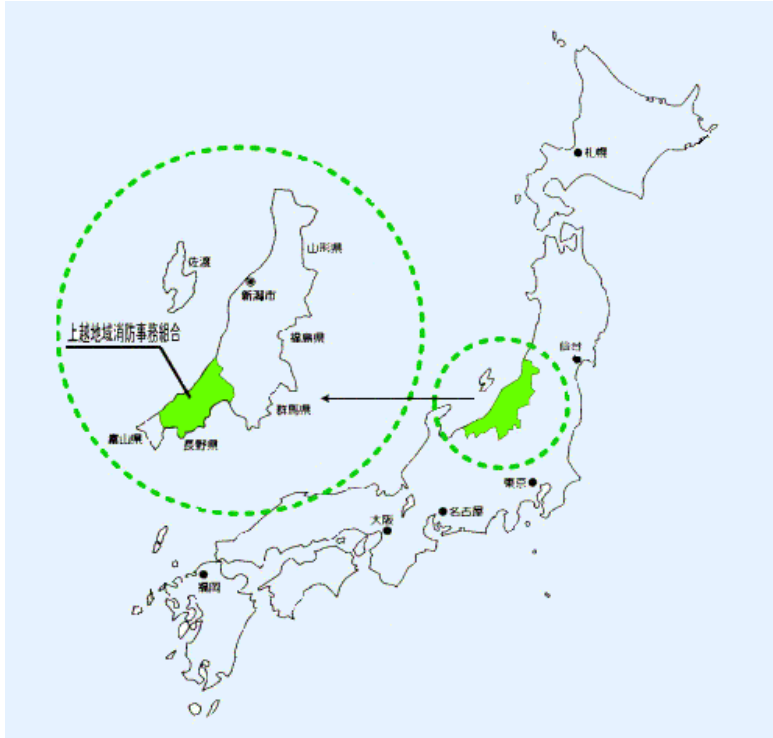 札幌
山形県
佐渡
新潟市
上越地域消防事務組合
福島県
仙台
群馬県
富山県
長野県
東京
名古屋
大阪
福岡